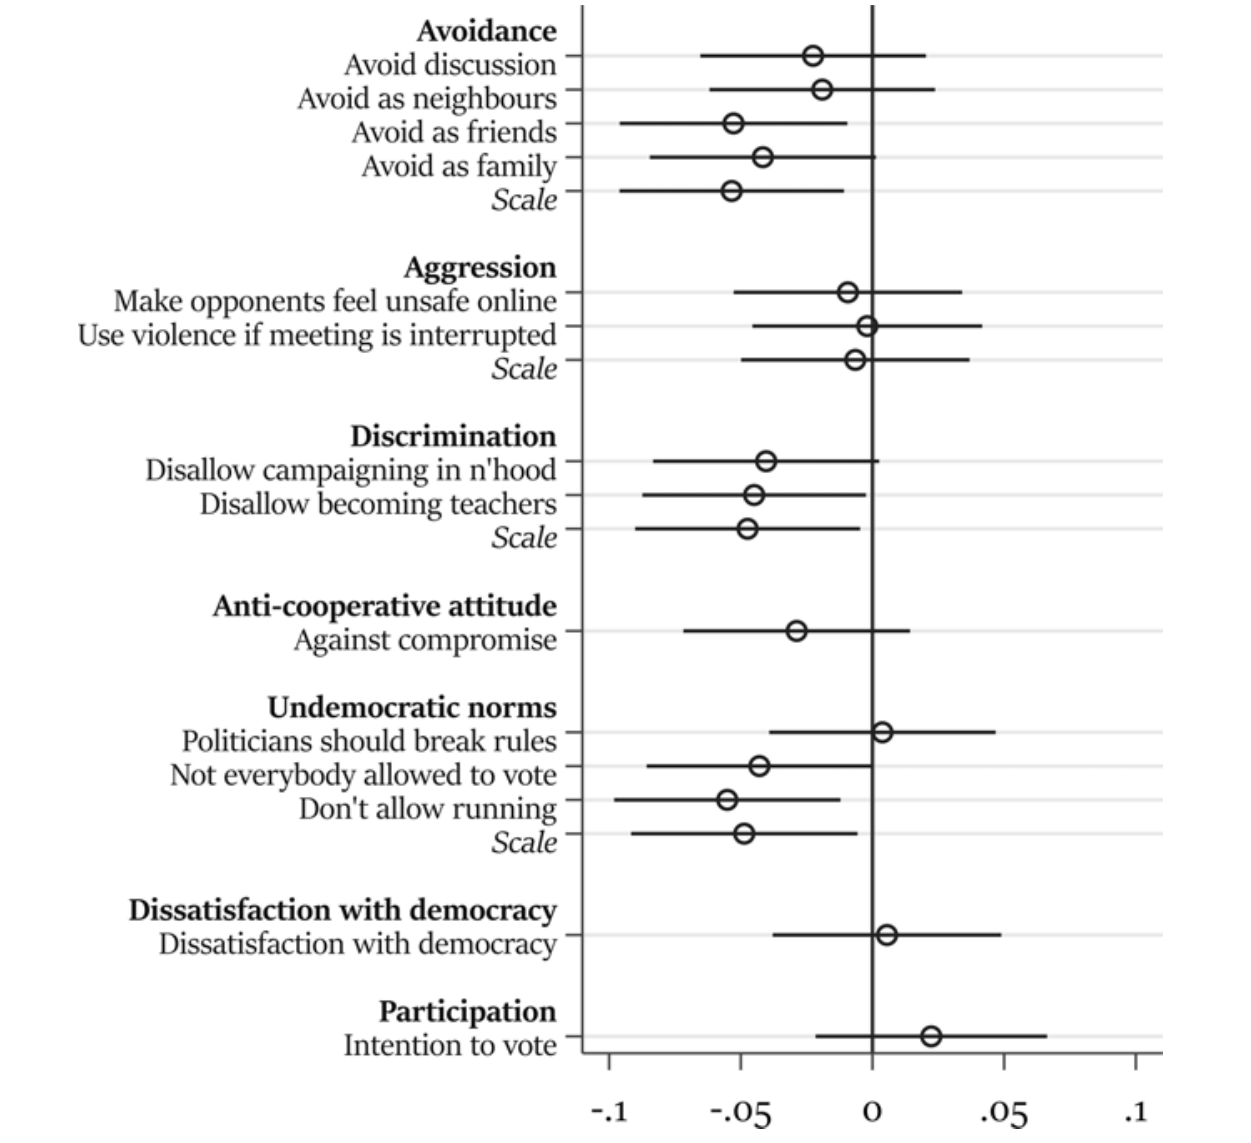 Avoidance
Avoid discussion
Avoid as neighbours
Avoid as friends
Avoid as family
Scale
Aggression
Make opponents feel unsafe online
Use violence if meeting is interrupted
Scale
Discrimination
Disallow campaigning in n'hood
Disallow becoming teachers
Scale
Anti-cooperative attitude
Against compromise
Undemocratic norms
Politicians should break rules
Not everybody allowed to vote
Don't allow running
Scale
Dissatisfaction with democracy
Dissatisfaction with democracy
Participation
Intention to vote
-.1 -.05 0 .05 .1